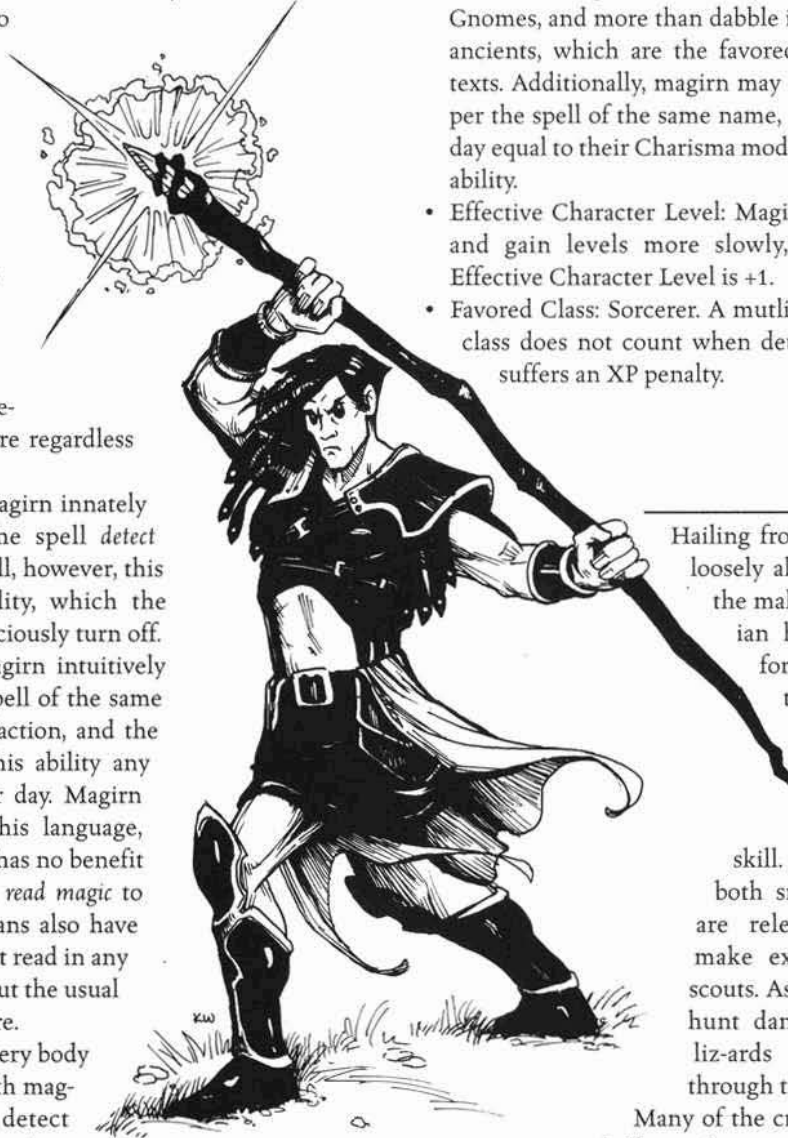 o
e-
re regardless
agirn innately
he spell detect
ll, however, this
lity, which the
ciously turn off.
agirn intuitively
pell of the same
action, and the
his ability any
r day. Magirn
his language,
has no benefit
read magic to
ans also have
t read in any
ut the usual
re.
ery body
th mag-
detect
KW
Gnomes, and more than dabble i
ancients, which are the favored
texts. Additionally, magirn may
per the spell of the same name,
day equal to their Charisma mod
ability.
• Effective Character Level: Magi
and gain levels more slowly,
Effective Character Level is +1.
• Favored Class: Sorcerer. A mutli
class does not count when det
suffers an XP penalty.
Hailing fro
loosely al
the mal
ian h
for
t
skill.
both sn
are rele
make ex
scouts. As
hunt dan
liz-ards
through t
Many of the cr